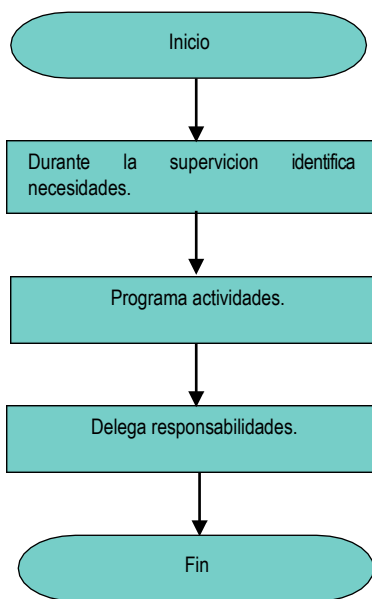 Inicio
Durante la supervicion identifica
necesidades.
Programa actividades.
Delega responsabilidades.
Fin